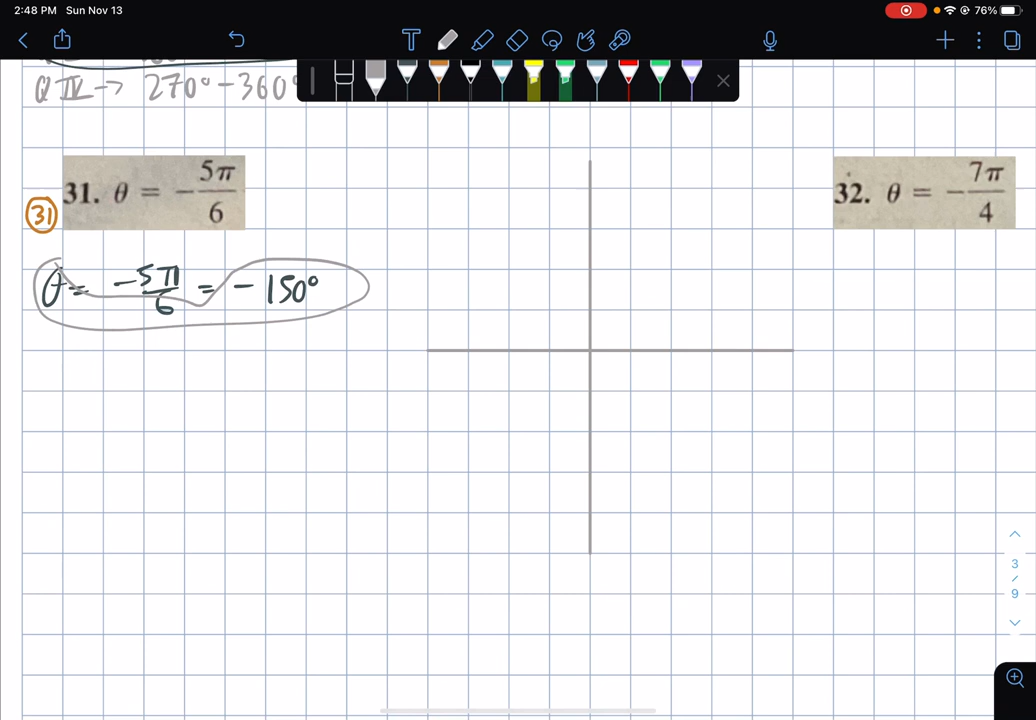 2:48 PM Sun Nov 13
76%
T
QIV → 270° - 360°
31. θ = -5π/6
32. θ = -7π/4
31
θ = -5π/6 = -150°
3
/
9